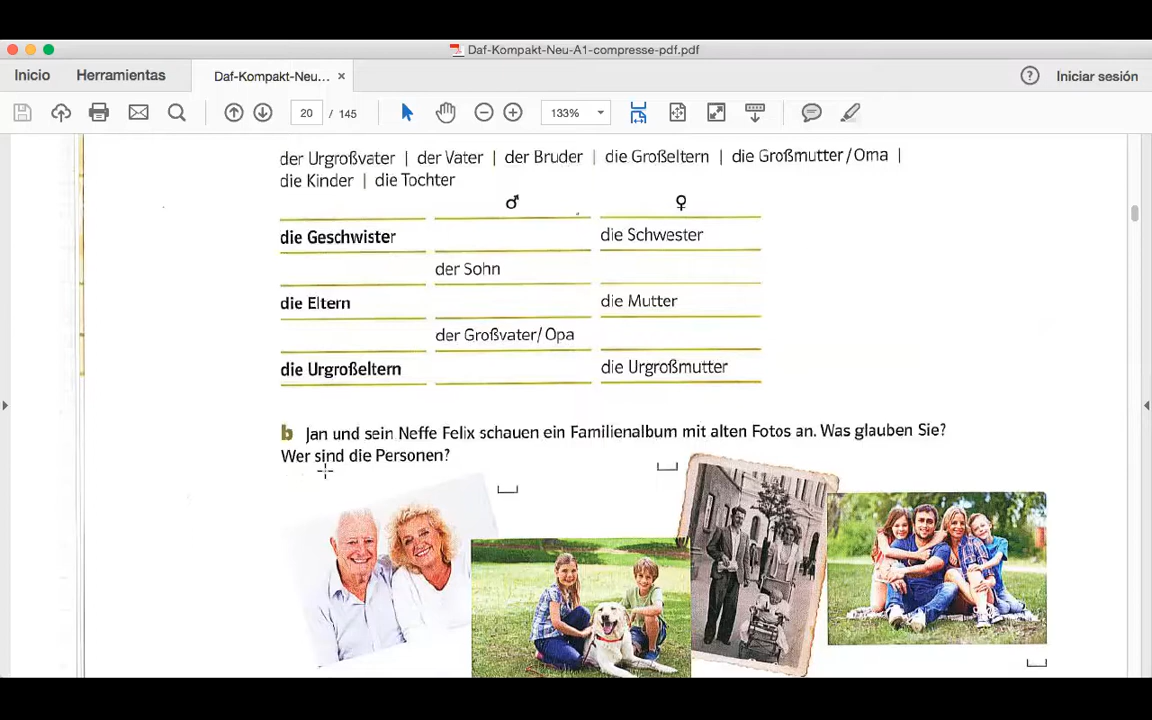 Daf-Kompakt-Neu-A1-compresse-pdf.pdf
Inicio Herramientas Daf-Kompakt-Neu... × ? Iniciar sesión
20 / 145 133%
der Urgroßvater | der Vater | der Bruder | die Großeltern | die Großmutter / Oma |
die Kinder | die Tochter
♂ ♀
die Geschwister die Schwester
der Sohn
die Eltern die Mutter
der Großvater/ Opa
die Urgroßeltern die Urgroßmutter
b Jan und sein Neffe Felix schauen ein Familienalbum mit alten Fotos an. Was glauben Sie?
Wer sind die Personen?